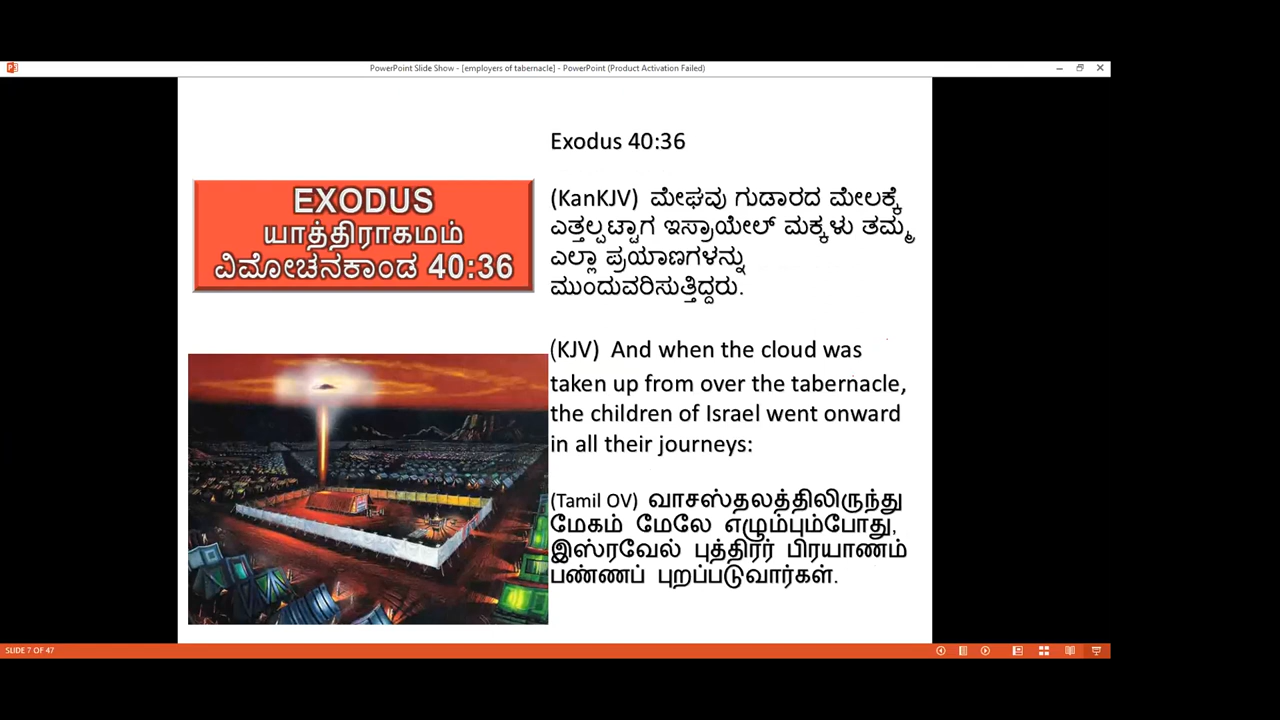 PowerPoint Slide Show - [employers of tabernacle] - PowerPoint (Product Activation Failed)
Exodus 40:36
EXODUS
யாத்திராகமம்
ವಿಮೋಚನಕಾಂಡ 40:36
(KanKJV) ಮೇಘವು ಗುಡಾರದ ಮೇಲಕ್ಕೆ
ಎತ್ತಲ್ಪಟ್ಟಾಗ ಇಸ್ರಾಯೇಲ್ ಮಕ್ಕಳು ತಮ್ಮ
ಎಲ್ಲಾ ಪ್ರಯಾಣಗಳನ್ನು
ಮುಂದುವರಿಸುತ್ತಿದ್ದರು.
(KJV) And when the cloud was
taken up from over the tabernacle,
the children of Israel went onward
in all their journeys:
(Tamil OV) வாசஸ்தலத்திலிருந்து
மேகம் மேலே எழும்பும்போது,
இஸ்ரவேல் புத்திரர் பிரயாணம்
பண்ணப் புறப்படுவார்கள்.
SLIDE 7 OF 47